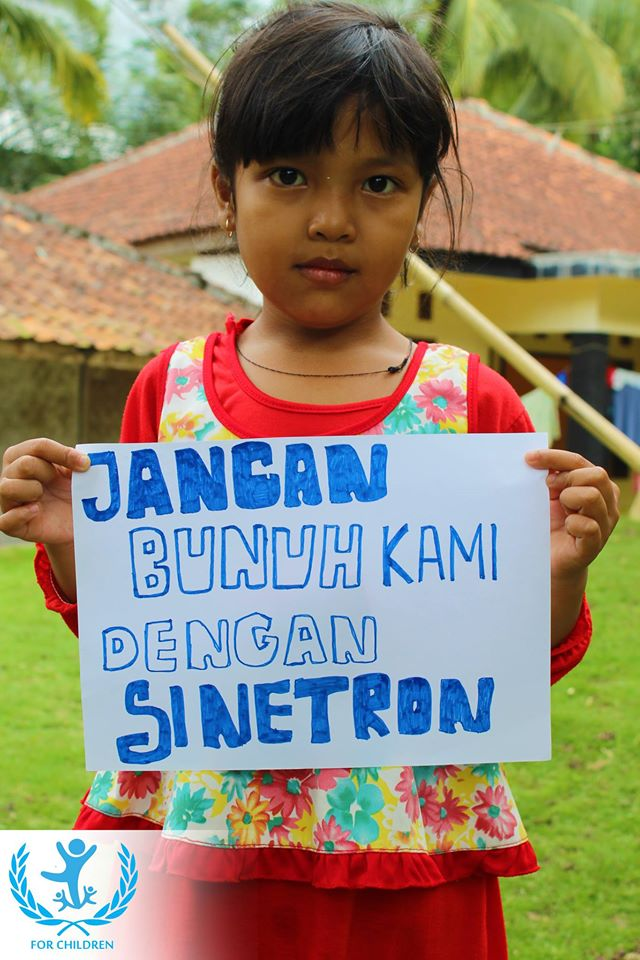 JANGAN
BUNUH KAMI
DENGAN
SINETRON
FOR CHILDREN